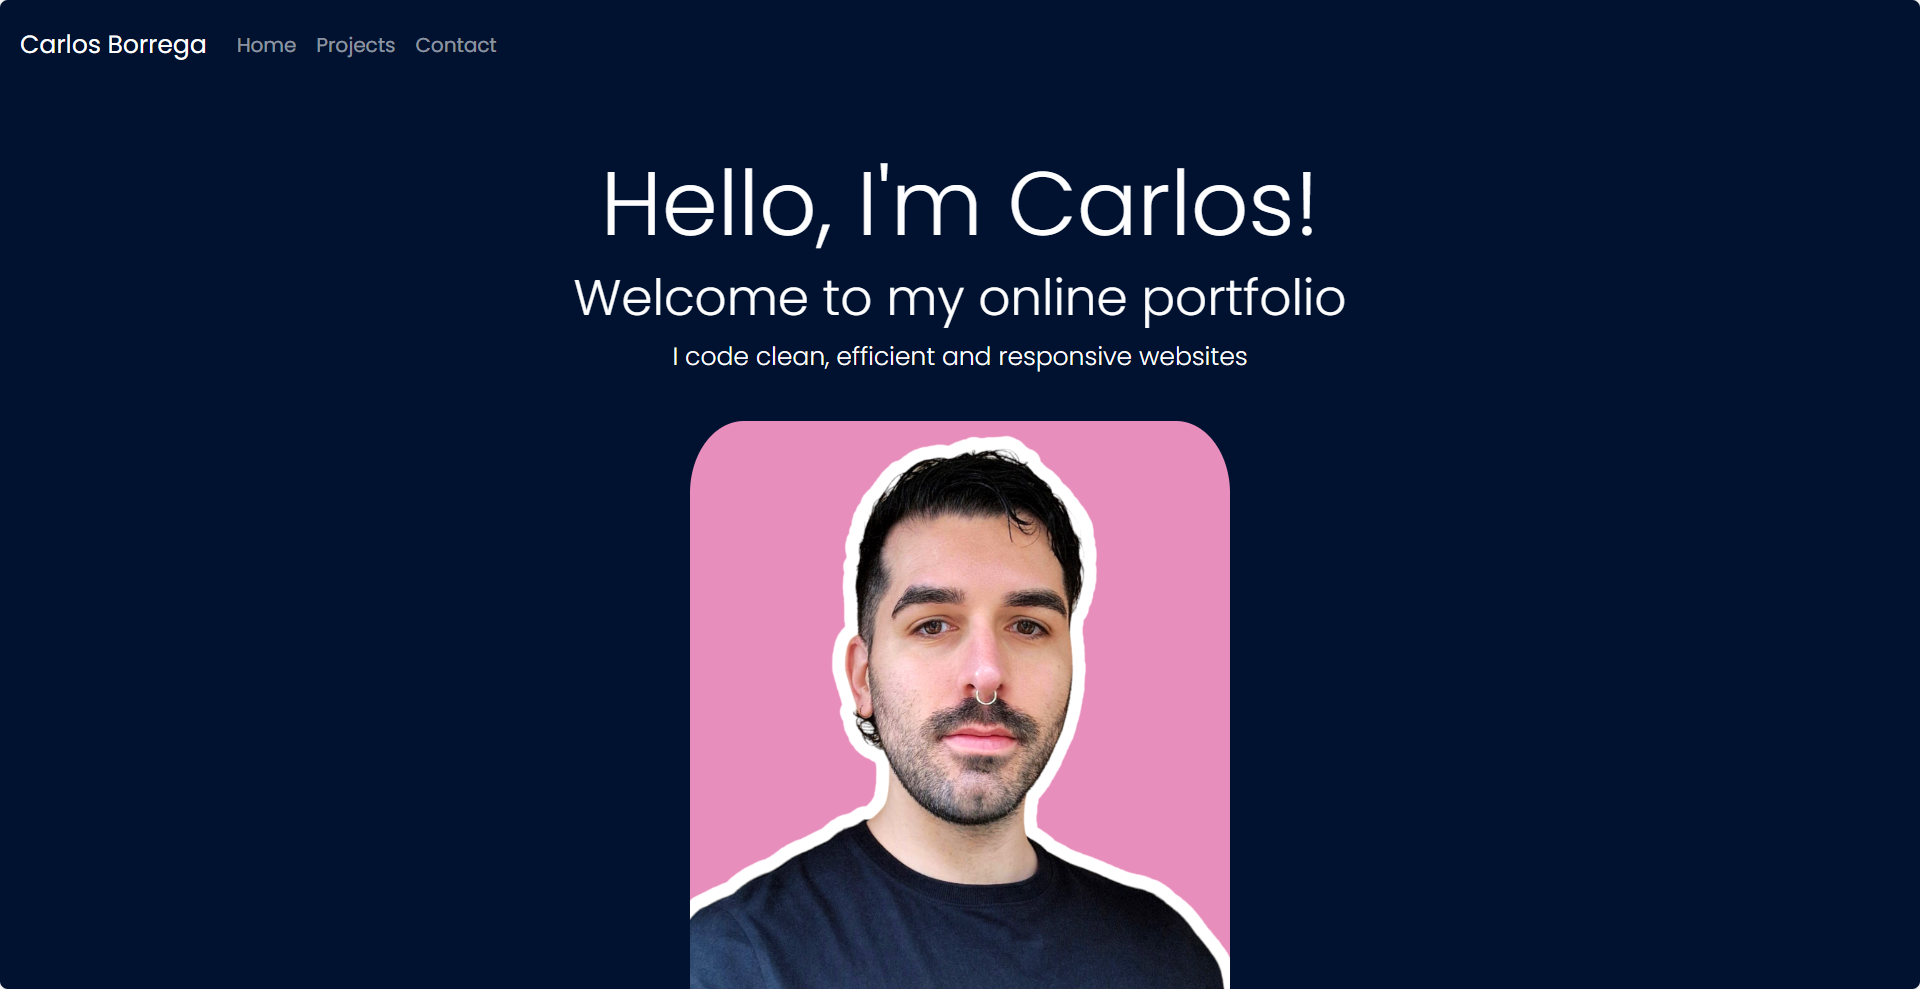 Carlos Borrega Home Projects Contact
Hello, I'm Carlos!
Welcome to my online portfolio
I code clean, efficient and responsive websites